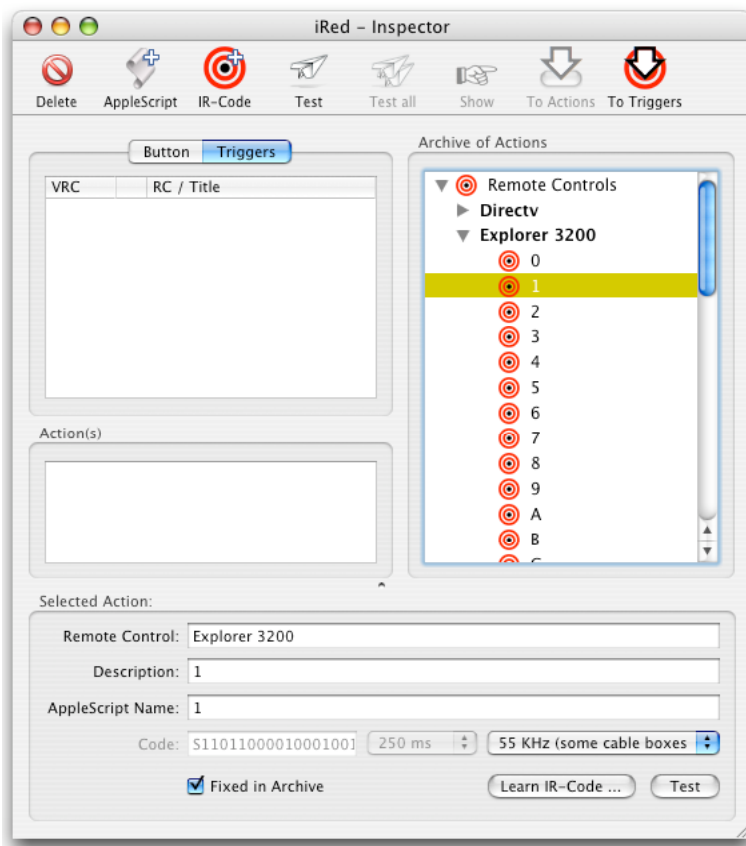 iRed – Inspector
Delete AppleScript IR-Code Test Test all Show To Actions To Triggers
Button Triggers
VRC RC / Title
Archive of Actions
Remote Controls
Directv
Explorer 3200
0
1
2
3
4
5
6
7
8
9
A
B
Action(s)
Selected Action:
Remote Control: Explorer 3200
Description: 1
AppleScript Name: 1
Code: S11011000010001001 250 ms 55 KHz (some cable boxes
Fixed in Archive Learn IR-Code ... Test